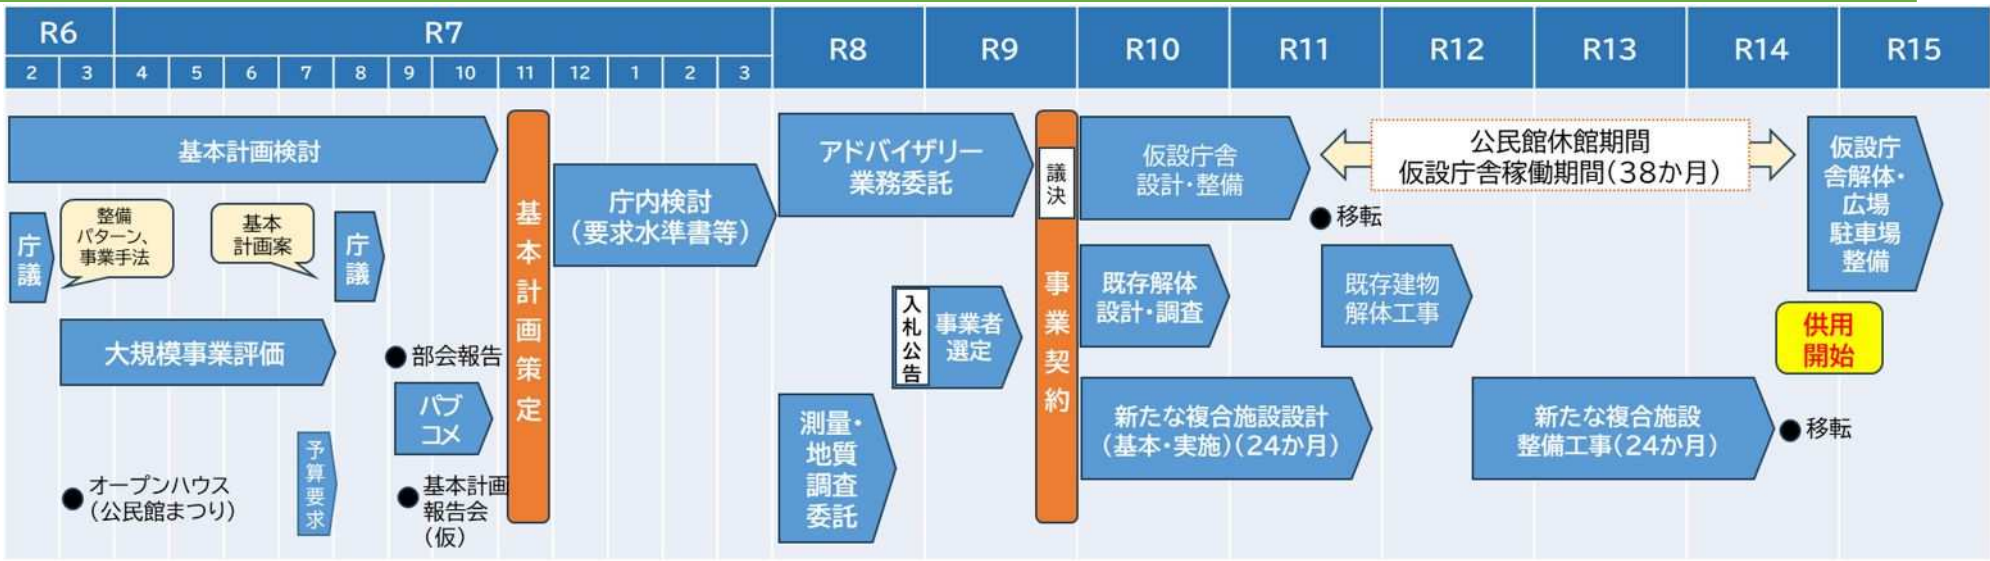 R6
R7
R8
R9
R10
R11
R12
R13
R14
R15
2
3
4
5
6
7
8
9
10
11
12
1
2
3
基本計画検討
庁議
整備
パターン、
事業手法
基本
計画案
庁議
大規模事業評価
●部会報告
パブ
コメ
予算要求
●オープンハウス
(公民館まつり)
●基本計画
報告会
(仮)
基本計画策定
庁内検討
(要求水準書等)
アドバイザリー
業務委託
入札公告
事業者
選定
測量・
地質
調査
委託
議決
事業契約
仮設庁舎
設計・整備
●移転
公民館休館期間
仮設庁舎稼働期間(38か月)
既存解体
設計・調査
既存建物
解体工事
新たな複合施設設計
(基本・実施)(24か月)
新たな複合施設
整備工事(24か月)
●移転
仮設庁
舎解体・
広場
駐車場
整備
供用
開始